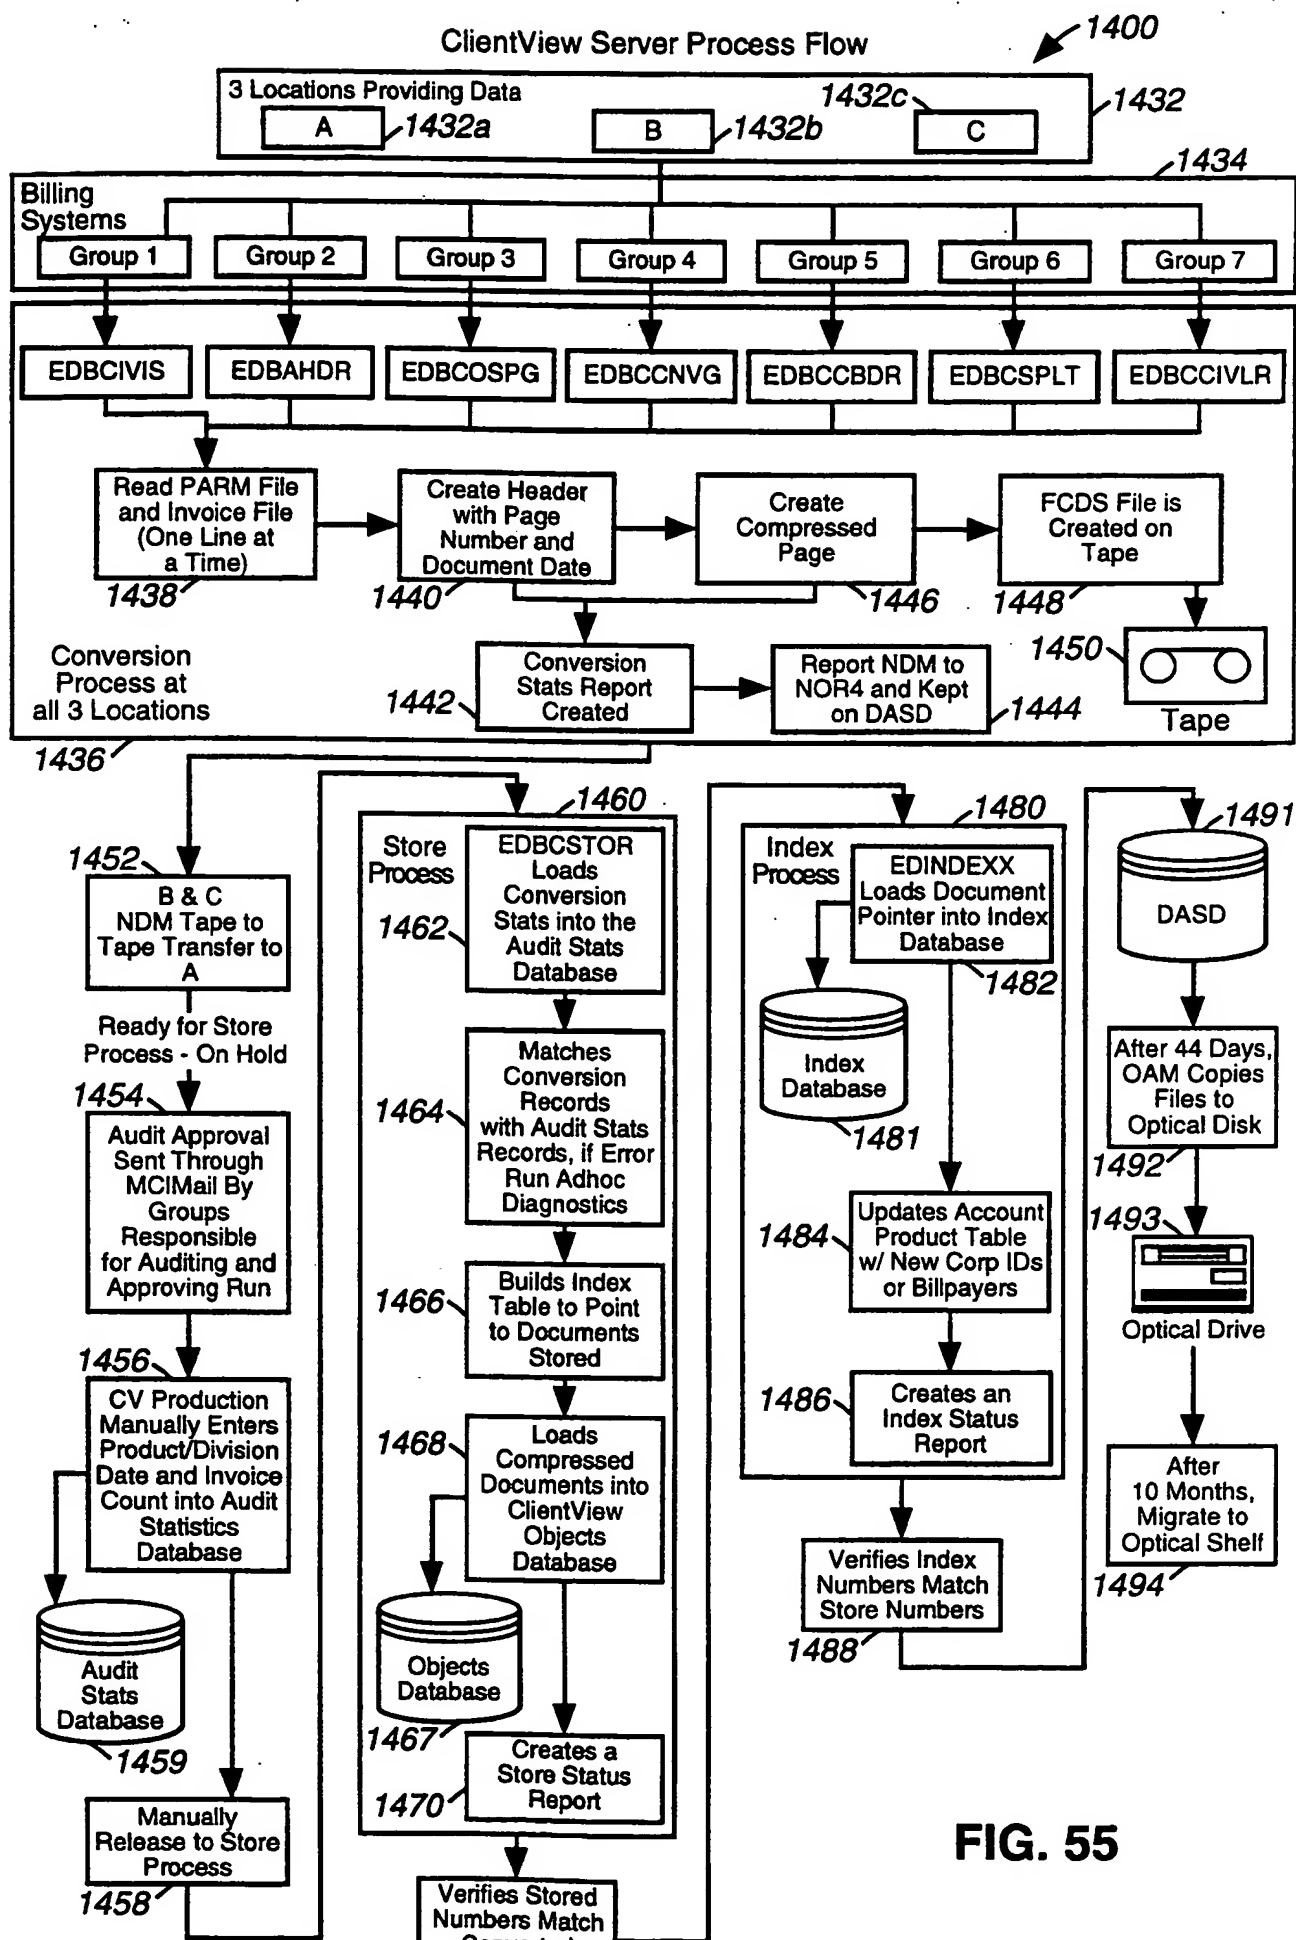 ClientView Server Process Flow
1400
3 Locations Providing Data
A
1432a
B
1432b
1432c
C
1432
1434
Billing
Systems
Group 1
Group 2
Group 3
Group 4
Group 5
Group 6
Group 7
EDBCIVIS
EDBAHDR
EDBCOSPG
EDBCCNVG
EDBCCBDR
EDBCSPLT
EDBCCIVLR
Read PARM File
and Invoice File
(One Line at
a Time)
1438
Create Header
with Page
Number and
Document Date
1440
Create
Compressed
Page
1446
FCDS File is
Created on
Tape
1448
1450
Tape
Conversion
Process at
all 3 Locations
1436
Conversion
Stats Report
Created
1442
Report NDM to
NOR4 and Kept
on DASD
1444
1452
B & C
NDM Tape to
Tape Transfer to
A
Ready for Store
Process - On Hold
1454
Audit Approval
Sent Through
MCIMail By
Groups
Responsible
for Auditing and
Approving Run
1456
CV Production
Manually Enters
Product/Division
Date and Invoice
Count into Audit
Statistics
Database
Audit
Stats
Database
1459
Manually
Release to Store
Process
1458
1460
Store
Process
EDBCSTOR
Loads
Conversion
Stats into the
Audit Stats
Database
1462
Matches
Conversion
Records
with Audit Stats
Records, if Error
Run Adhoc
Diagnostics
1464
Builds Index
Table to Point
to Documents
Stored
1466
Loads
Compressed
Documents into
ClientView
Objects
Database
1468
Objects
Database
1467
Creates a
Store Status
Report
1470
Verifies Stored
Numbers Match
1480
Index
Process
EDINDEXX
Loads Document
Pointer into Index
Database
1482
Index
Database
1481
Updates Account
Product Table
w/ New Corp IDs
or Billpayers
1484
Creates an
Index Status
Report
1486
Verifies Index
Numbers Match
Store Numbers
1488
1491
DASD
After 44 Days,
OAM Copies
Files to
Optical Disk
1492
1493
Optical Drive
After
10 Months,
Migrate to
Optical Shelf
1494
FIG. 55